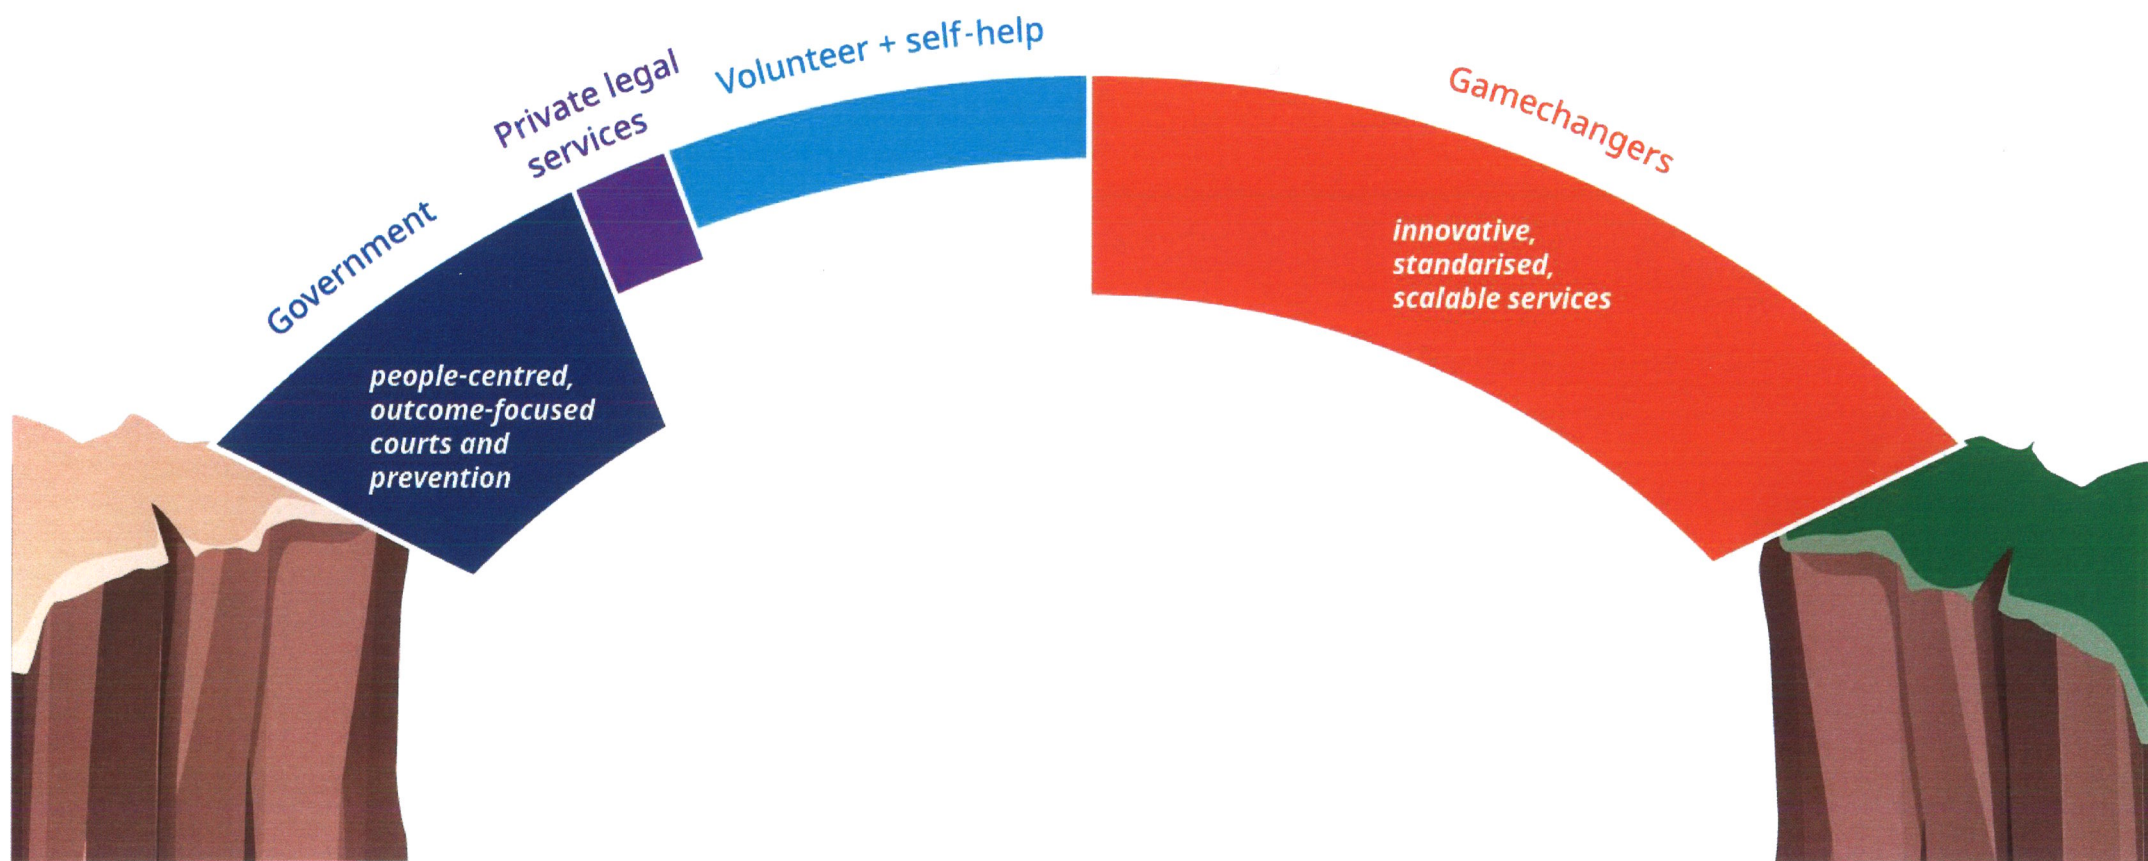 Government
Private legal
services
Volunteer + self-help
Gamechangers
people-centred,
outcome-focused
courts and
prevention
innovative,
standarised,
scalable services